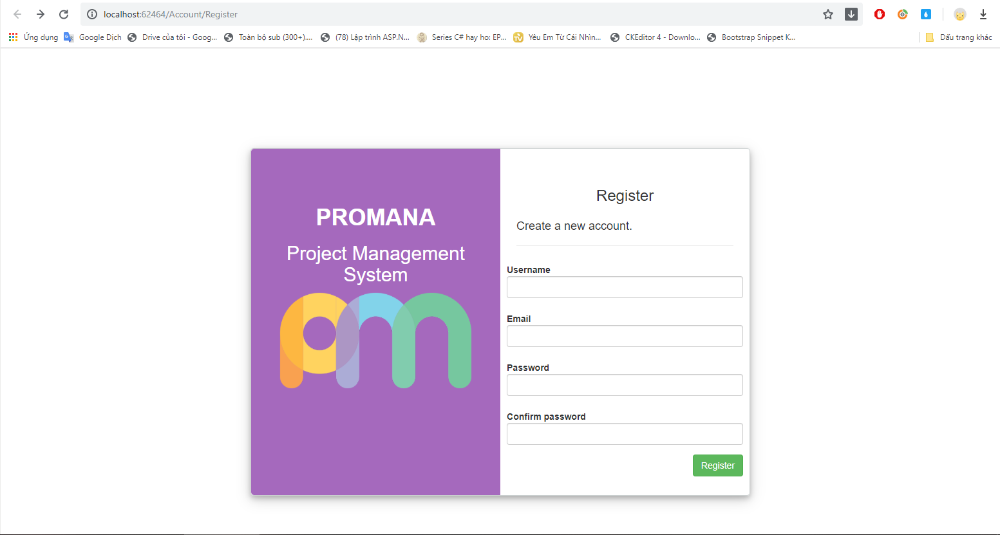 localhost:62464/Account/Register
Ứng dụng Google Dịch Drive của tôi - Goog... Toàn bộ sub (300+).... (78) Lập trình ASP.N... Series C# hay ho: EP... Yêu Em Từ Cái Nhìn... CKEditor 4 - Downlo... Bootstrap Snippet K... Dấu trang khác
PROMANA
Project Management
System
pm
Register
Create a new account.
Username
Email
Password
Confirm password
Register